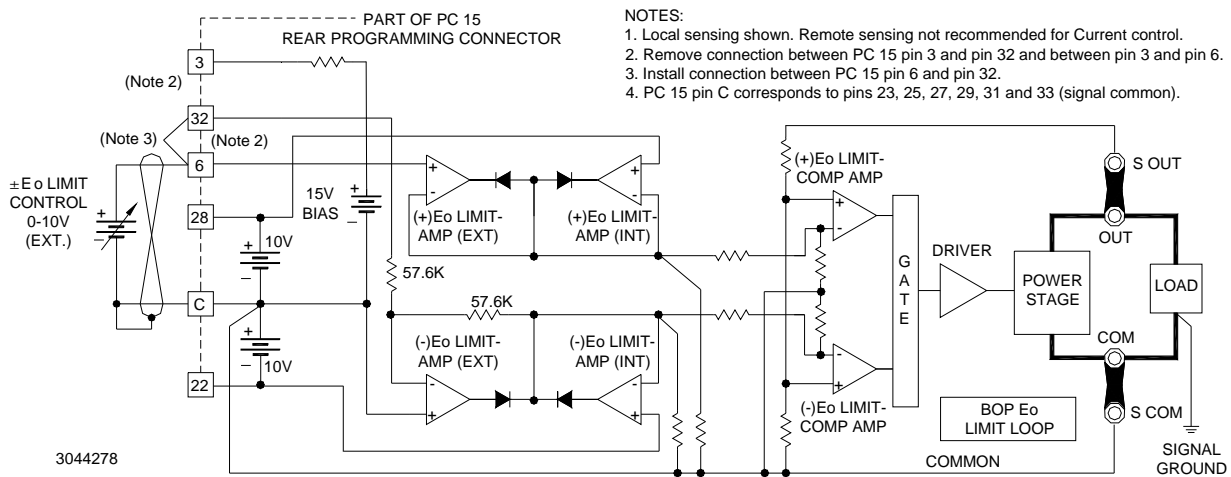 PART OF PC 15
REAR PROGRAMMING CONNECTOR
NOTES:
1. Local sensing shown. Remote sensing not recommended for Current control.
2. Remove connection between PC 15 pin 3 and pin 32 and between pin 3 and pin 6.
3. Install connection between PC 15 pin 6 and pin 32.
4. PC 15 pin C corresponds to pins 23, 25, 27, 29, 31 and 33 (signal common).
3
(Note 2)
32
(Note 3)
(Note 2)
6
±Eo LIMIT
CONTROL
0-10V
(EXT.)
+
–
28
+
10V
–
C
+
–
10V
22
15V
BIAS
+
–
57.6K
57.6K
+
-
(+)Eo LIMIT-
AMP (EXT)
+
-
(+)Eo LIMIT-
AMP (INT)
(-)Eo LIMIT-
AMP (EXT)
-
+
(-)Eo LIMIT-
AMP (INT)
-
+
(+)Eo LIMIT-
COMP AMP
+
-
-
+
(-)Eo LIMIT-
COMP AMP
G
A
T
E
DRIVER
POWER
STAGE
S OUT
OUT
LOAD
COM
S COM
BOP Eo
LIMIT LOOP
COMMON
SIGNAL
GROUND
3044278